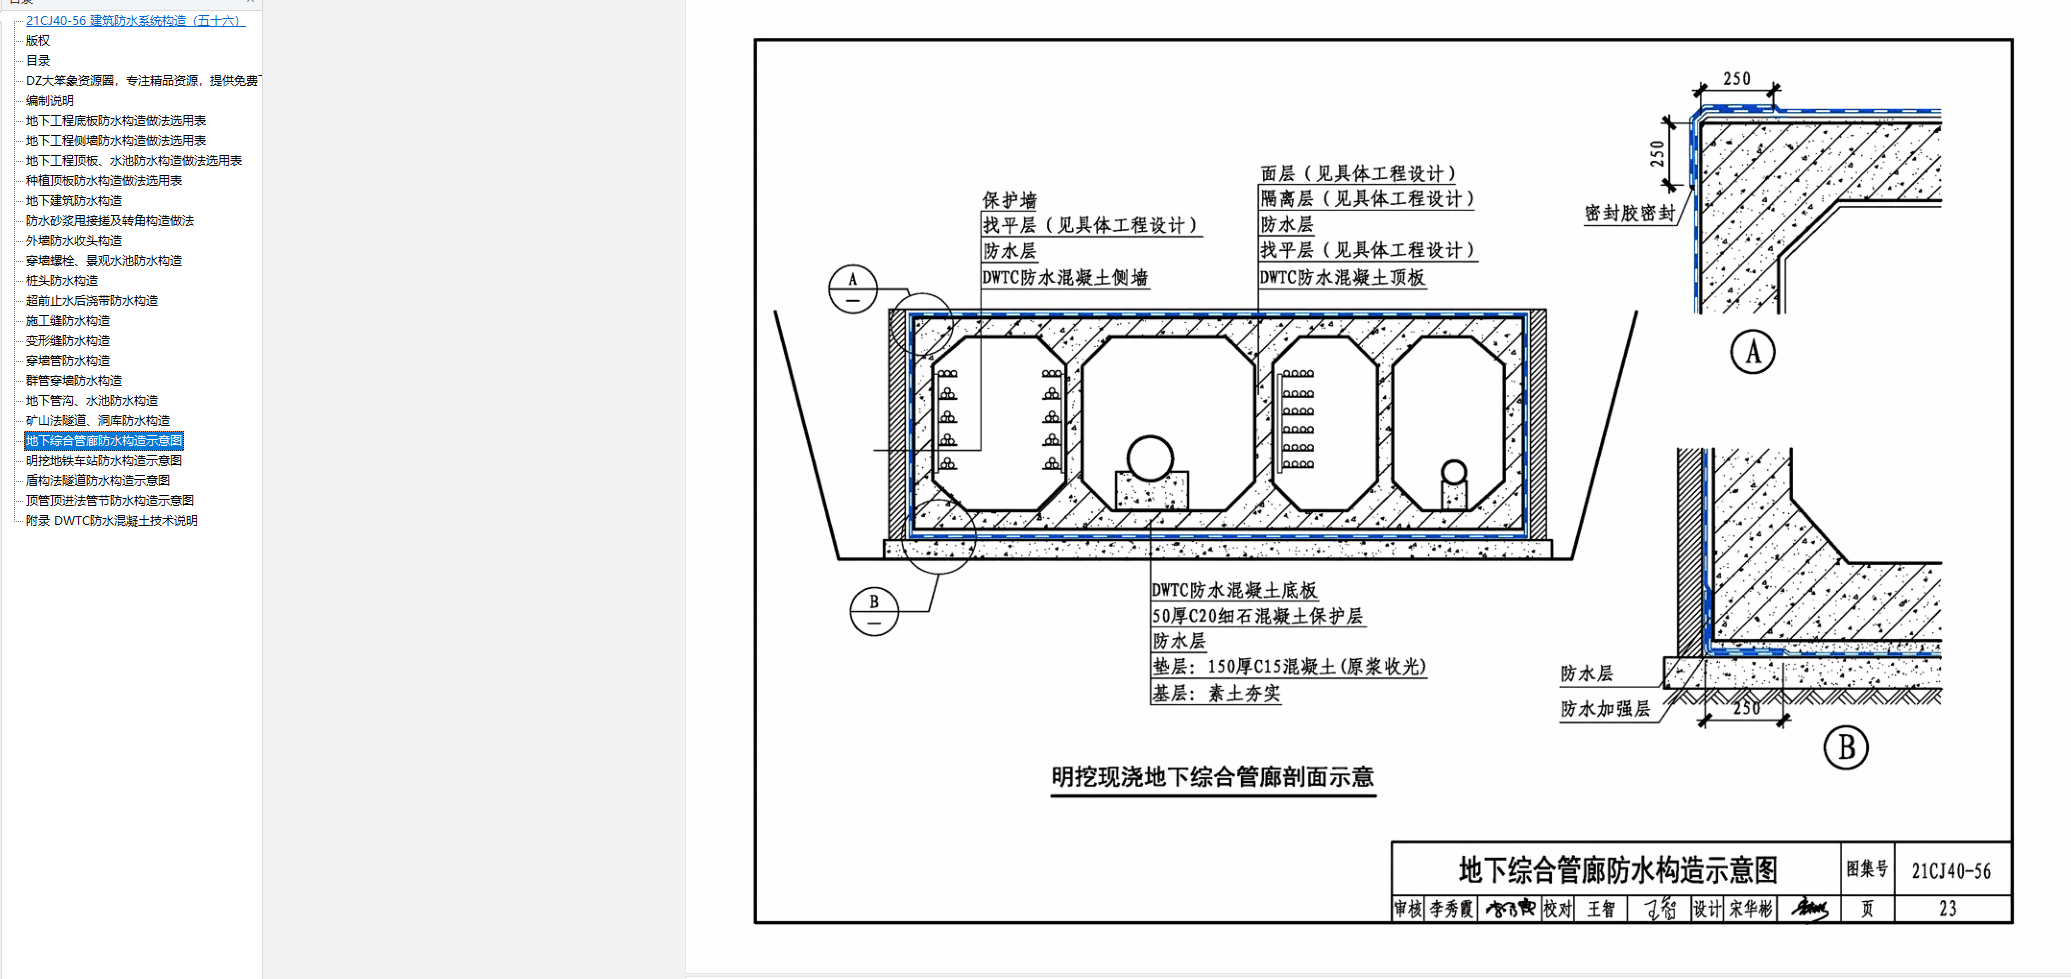 21CJ40-56 建筑防水系统构造（五十六）
版权
目录
DZ大笨象资源圈，专注精品资源，提供免费
编制说明
地下工程底板防水构造做法选用表
地下工程侧墙防水构造做法选用表
地下工程顶板、水池防水构造做法选用表
种植顶板防水构造做法选用表
地下建筑防水构造
防水砂浆甩接搓及转角构造做法
外墙防水收头构造
穿墙螺栓、景观水池防水构造
桩头防水构造
超前止水后浇带防水构造
施工缝防水构造
变形缝防水构造
穿墙管防水构造
群管穿墙防水构造
地下管沟、水池防水构造
矿山法隧道、洞库防水构造
地下综合管廊防水构造示意图
明挖地铁车站防水构造示意图
盾构法隧道防水构造示意图
顶管顶进法管节防水构造示意图
附录 DWTC防水混凝土技术说明
保护墙
找平层（见具体工程设计）
防水层
DWTC防水混凝土侧墙
面层（见具体工程设计）
隔离层（见具体工程设计）
防水层
找平层（见具体工程设计）
DWTC防水混凝土顶板
A
B
DWTC防水混凝土底板
50厚C20细石混凝土保护层
防水层
垫层：150厚C15混凝土(原浆收光)
基层：素土夯实
明挖现浇地下综合管廊剖面示意
250
250
密封胶密封
A
防水层
防水加强层
250
B
地下综合管廊防水构造示意图 图集号 21CJ40-56
审核 李秀霞 校对 王智 设计 宋华彬 页 23